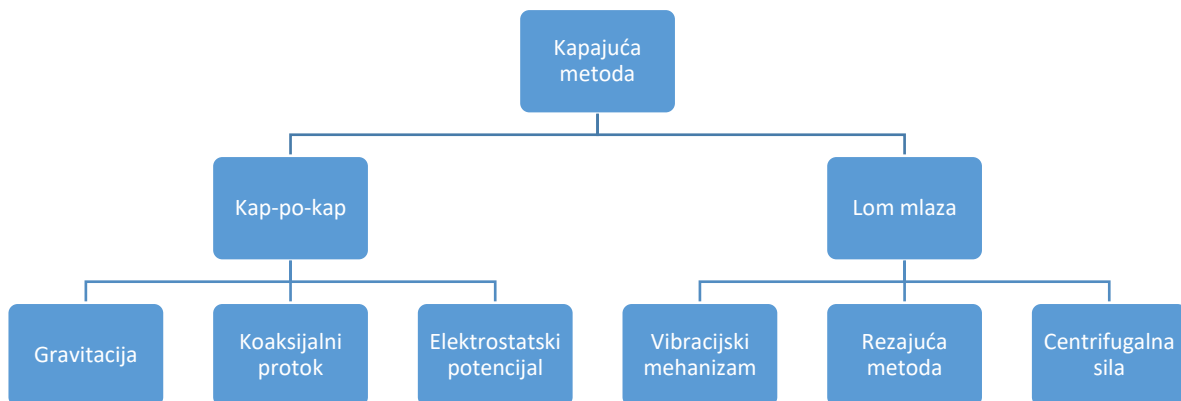 Kapajuća
metoda
Kap-po-kap
Lom mlaza
Gravitacija
Koaksijalni
protok
Elektrostatski
potencijal
Vibracijski
mehanizam
Rezajuća
metoda
Centrifugalna
sila